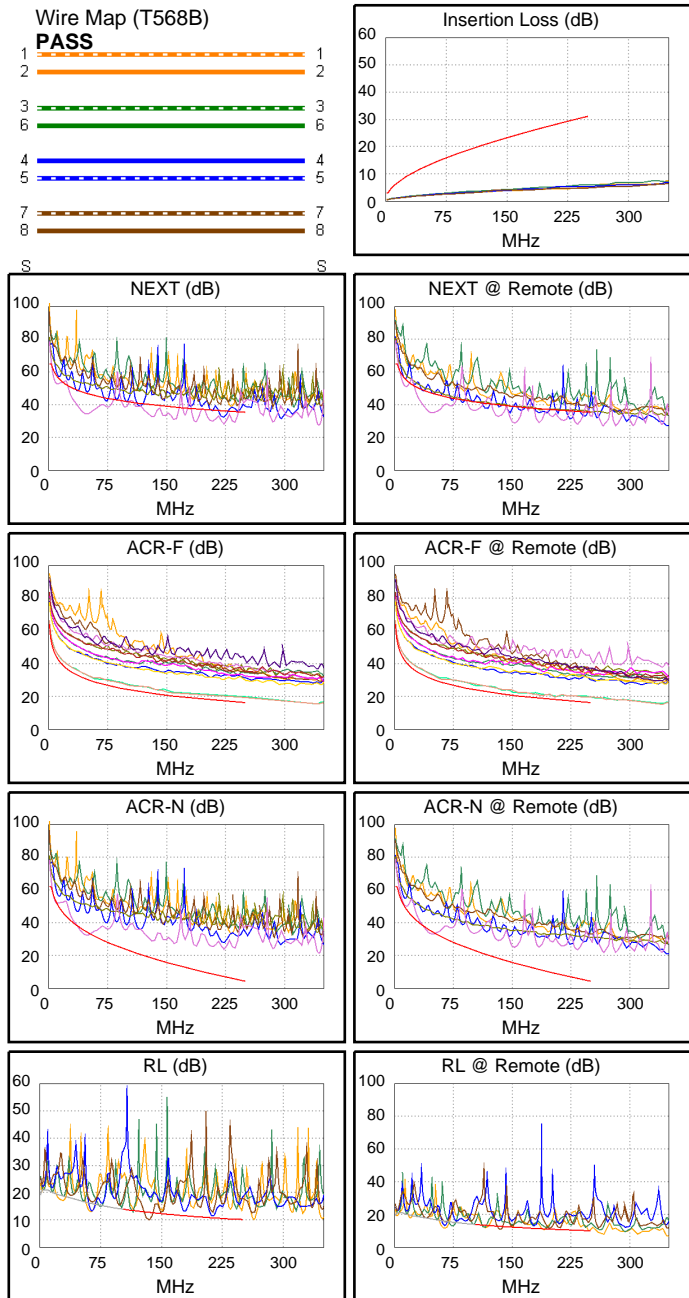 Wire Map (T568B)
PASS
1 1
2 2
3 3
6 6
4 4
5 5
7 7
8 8
S S
Insertion Loss (dB)
60
50
40
30
20
10
0
0 75 150 225 300
MHz
NEXT (dB)
100
80
60
40
20
0
0 75 150 225 300
MHz
NEXT @ Remote (dB)
100
80
60
40
20
0
0 75 150 225 300
MHz
ACR-F (dB)
100
80
60
40
20
0
0 75 150 225 300
MHz
ACR-F @ Remote (dB)
100
80
60
40
20
0
0 75 150 225 300
MHz
ACR-N (dB)
100
80
60
40
20
0
0 75 150 225 300
MHz
ACR-N @ Remote (dB)
100
80
60
40
20
0
0 75 150 225 300
MHz
RL (dB)
60
50
40
30
20
10
0
0 75 150 225 300
MHz
RL @ Remote (dB)
100
80
60
40
20
0
0 75 150 225 300
MHz